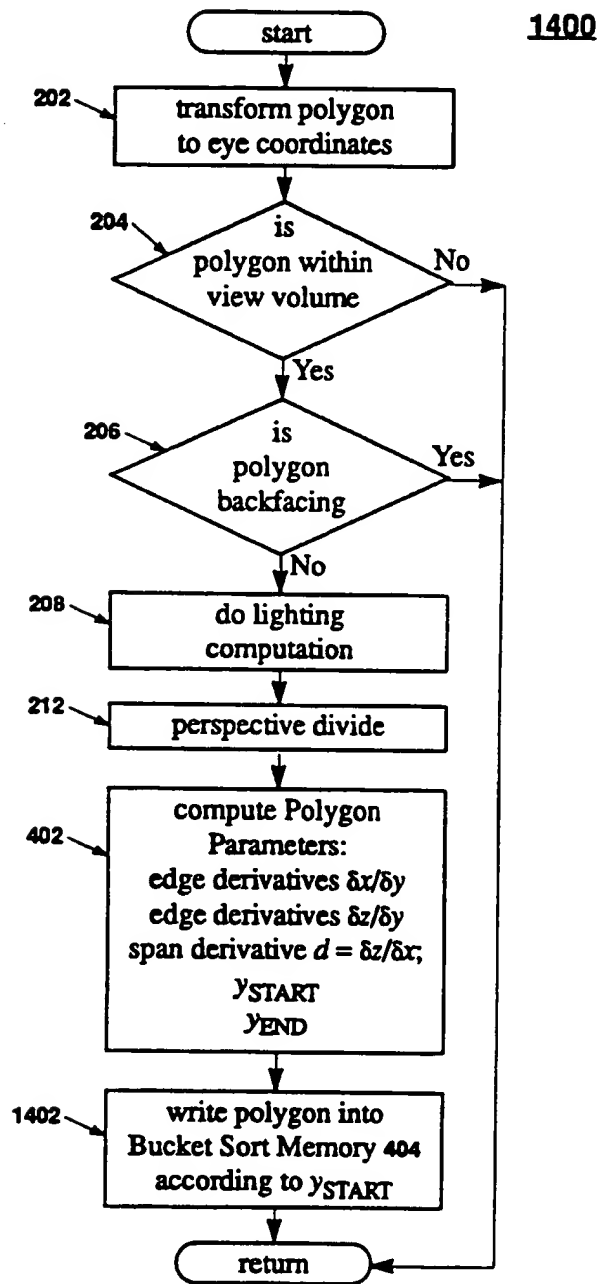 1400
start
202
transform polygon
to eye coordinates
204
is
polygon within
view volume
No
Yes
206
is
polygon
backfacing
Yes
No
208
do lighting
computation
212
perspective divide
402
compute Polygon
Parameters:
edge derivatives δx/δy
edge derivatives δz/δy
span derivative d = δz/δx;
ySTART
yEND
1402
write polygon into
Bucket Sort Memory 404
according to ySTART
return